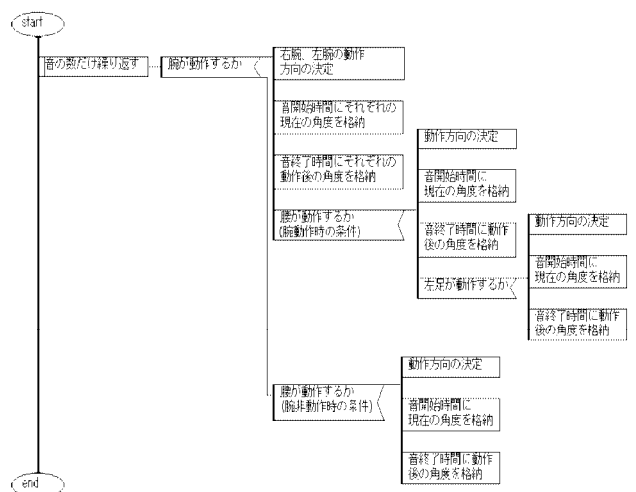 start
音の数だけ繰り返す
腕が動作するか
右腕、左腕の動作
方向の決定
音開始時間にそれぞれの
現在の角度を格納
音終了時間にそれぞれの
動作後の角度を格納
腰が動作するか
(腕動作時の条件)
動作方向の決定
音開始時間に
現在の角度を格納
音終了時間に動作
後の角度を格納
左足が動作するか
動作方向の決定
音開始時間に
現在の角度を格納
音終了時間に動作
後の角度を格納
腰が動作するか
(腕非動作時の条件)
動作方向の決定
音開始時間に
現在の角度を格納
音終了時間に動作
後の角度を格納
end